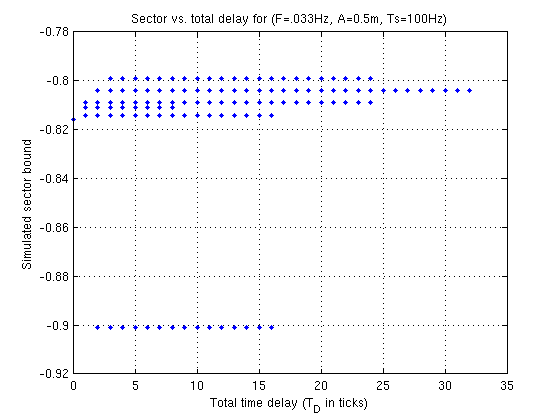 Sector vs. total delay for (F=.033Hz, A=0.5m, Ts=100Hz)
-0.78
-0.8
-0.82
-0.84
-0.86
-0.88
-0.9
-0.92
Simulated sector bound
0 5 10 15 20 25 30 35
Total time delay (T_D in ticks)